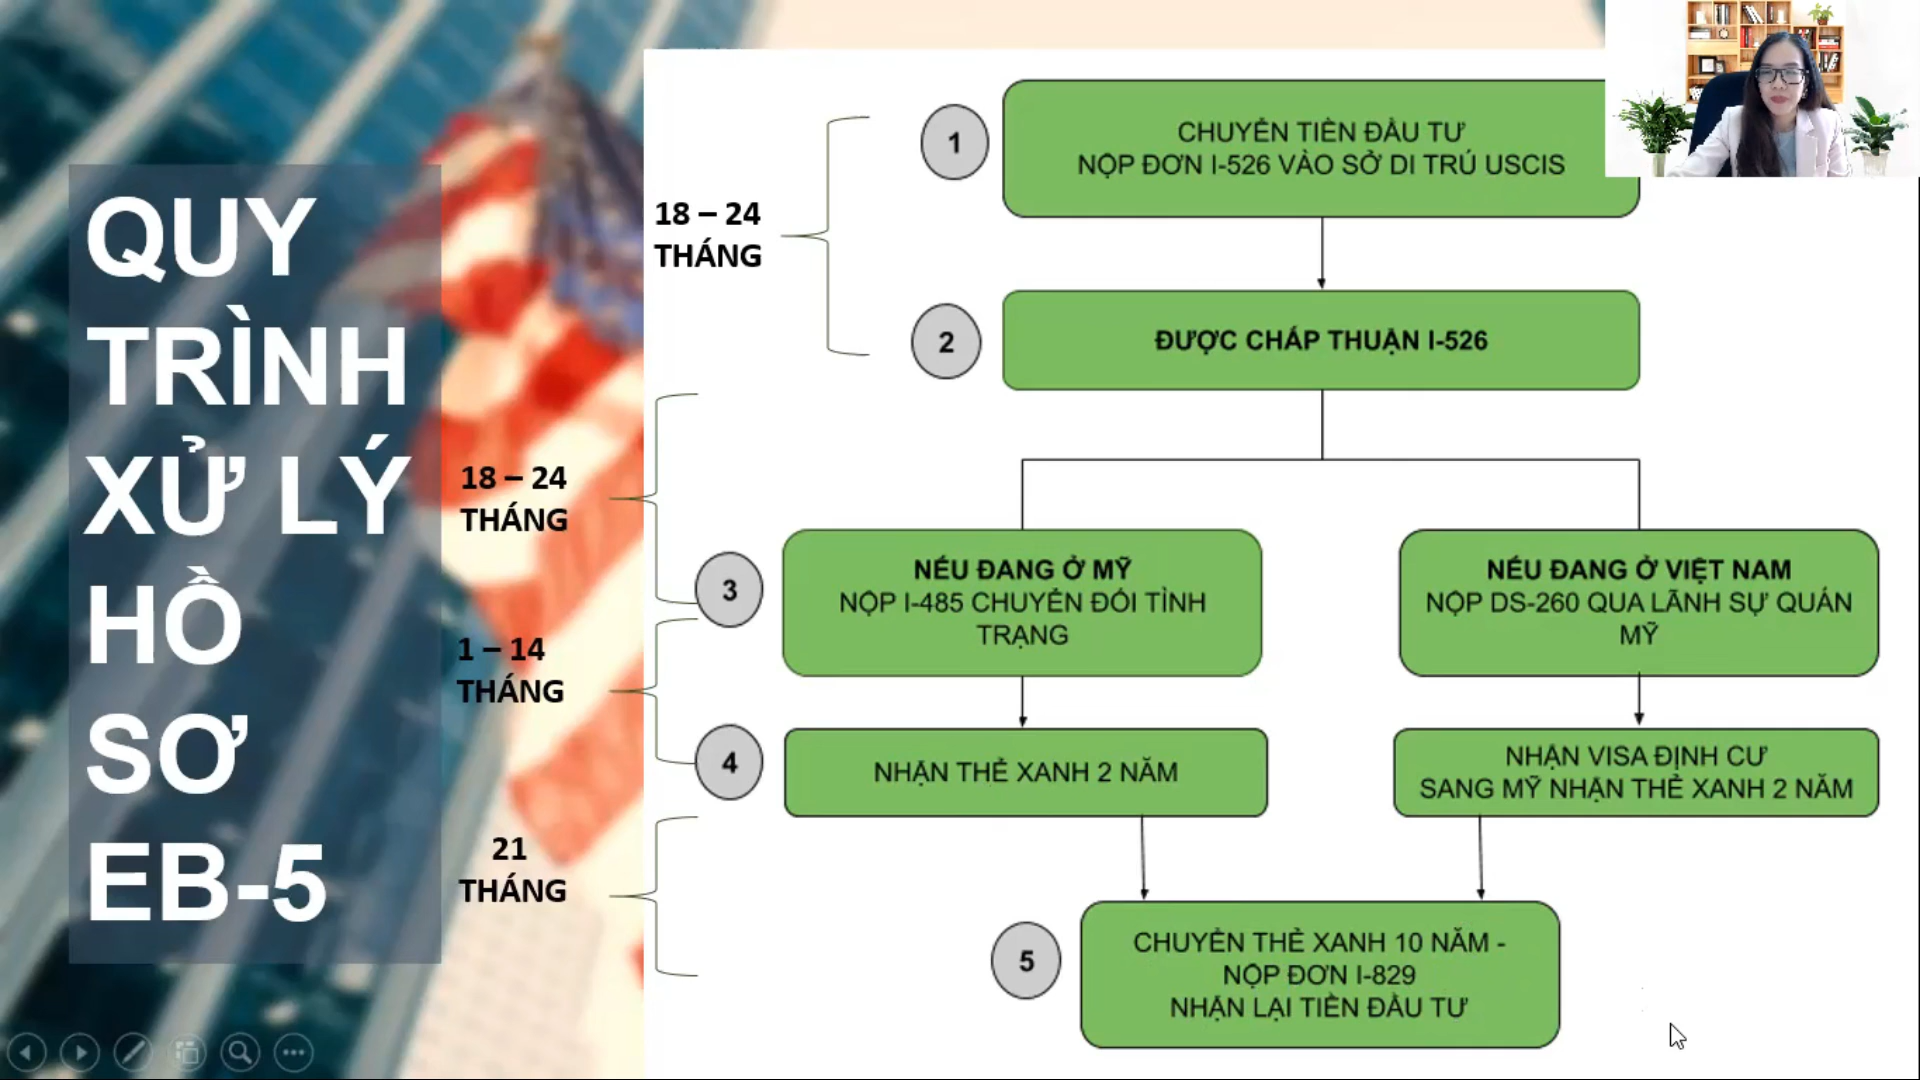 QUY
TRÌNH
XỬ LÝ
HỒ
SƠ
EB-5
18 – 24
THÁNG
1
CHUYỂN TIỀN ĐẦU TƯ
NỘP ĐƠN I-526 VÀO SỞ DI TRÚ USCIS
2
ĐƯỢC CHẤP THUẬN I-526
18 – 24
THÁNG
3
NẾU ĐANG Ở MỸ
NỘP I-485 CHUYỂN ĐỔI TÌNH
TRẠNG
NẾU ĐANG Ở VIỆT NAM
NỘP DS-260 QUA LÃNH SỰ QUÁN
MỸ
1 – 14
THÁNG
4
NHẬN THẺ XANH 2 NĂM
NHẬN VISA ĐỊNH CƯ
SANG MỸ NHẬN THẺ XANH 2 NĂM
21
THÁNG
5
CHUYỂN THẺ XANH 10 NĂM -
NỘP ĐƠN I-829
NHẬN LẠI TIỀN ĐẦU TƯ